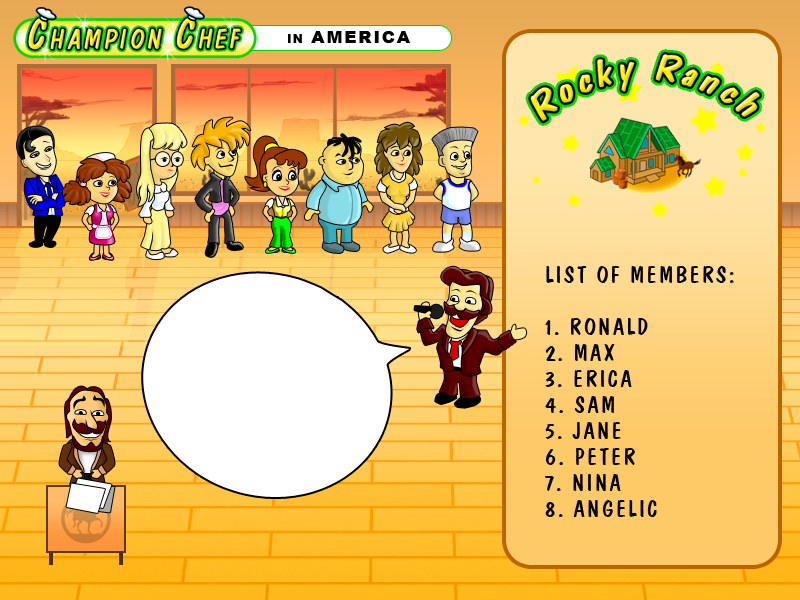 CHAMPION CHEF
IN AMERICA
Rocky Ranch
LIST OF MEMBERS:
1. RONALD
2. MAX
3. ERICA
4. SAM
5. JANE
6. PETER
7. NINA
8. ANGELIC